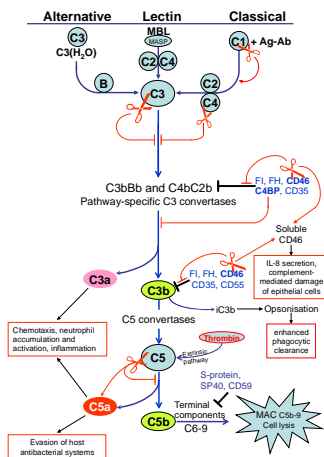 Alternative Lectin Classical
C3
C3(H2O)
MBL
MASP
C1 + Ag-Ab
C2 C4
B
C3
C2
C4
C3bBb and C4bC2b
Pathway-specific C3 convertases
FI, FH, CD46
C4BP, CD35
Soluble
CD46
IL-8 secretion,
complement-
mediated damage
of epithelial cells
C3a
C3b
FI, FH, CD46
CD35, CD55
iC3b
Opsonisation
enhanced
phagocytic
clearance
C5 convertases
Chemotaxis, neutrophil
accumulation and
activation, inflammation
C5
Thrombin
Extrinsic
pathway
S-protein,
SP40, CD59
C5a
C5b
Terminal
components
C6-9
MAC C5b-9
Cell lysis
Evasion of host
antibacterial systems